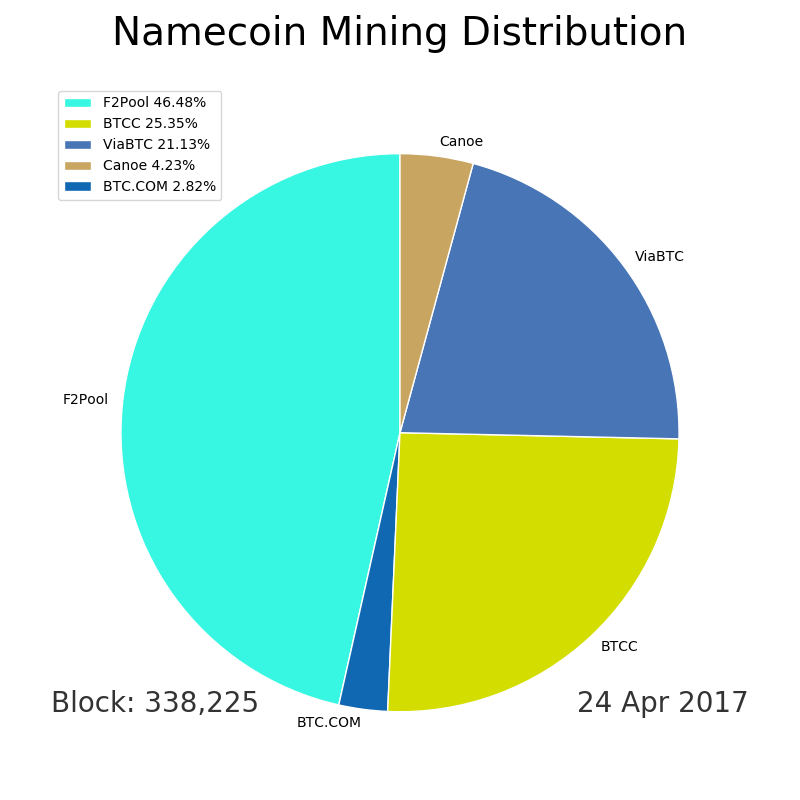 Namecoin Mining Distribution
F2Pool 46.48%
BTCC 25.35%
ViaBTC 21.13%
Canoe 4.23%
BTC.COM 2.82%
Canoe
ViaBTC
F2Pool
BTCC
Block: 338,225
24 Apr 2017
BTC.COM